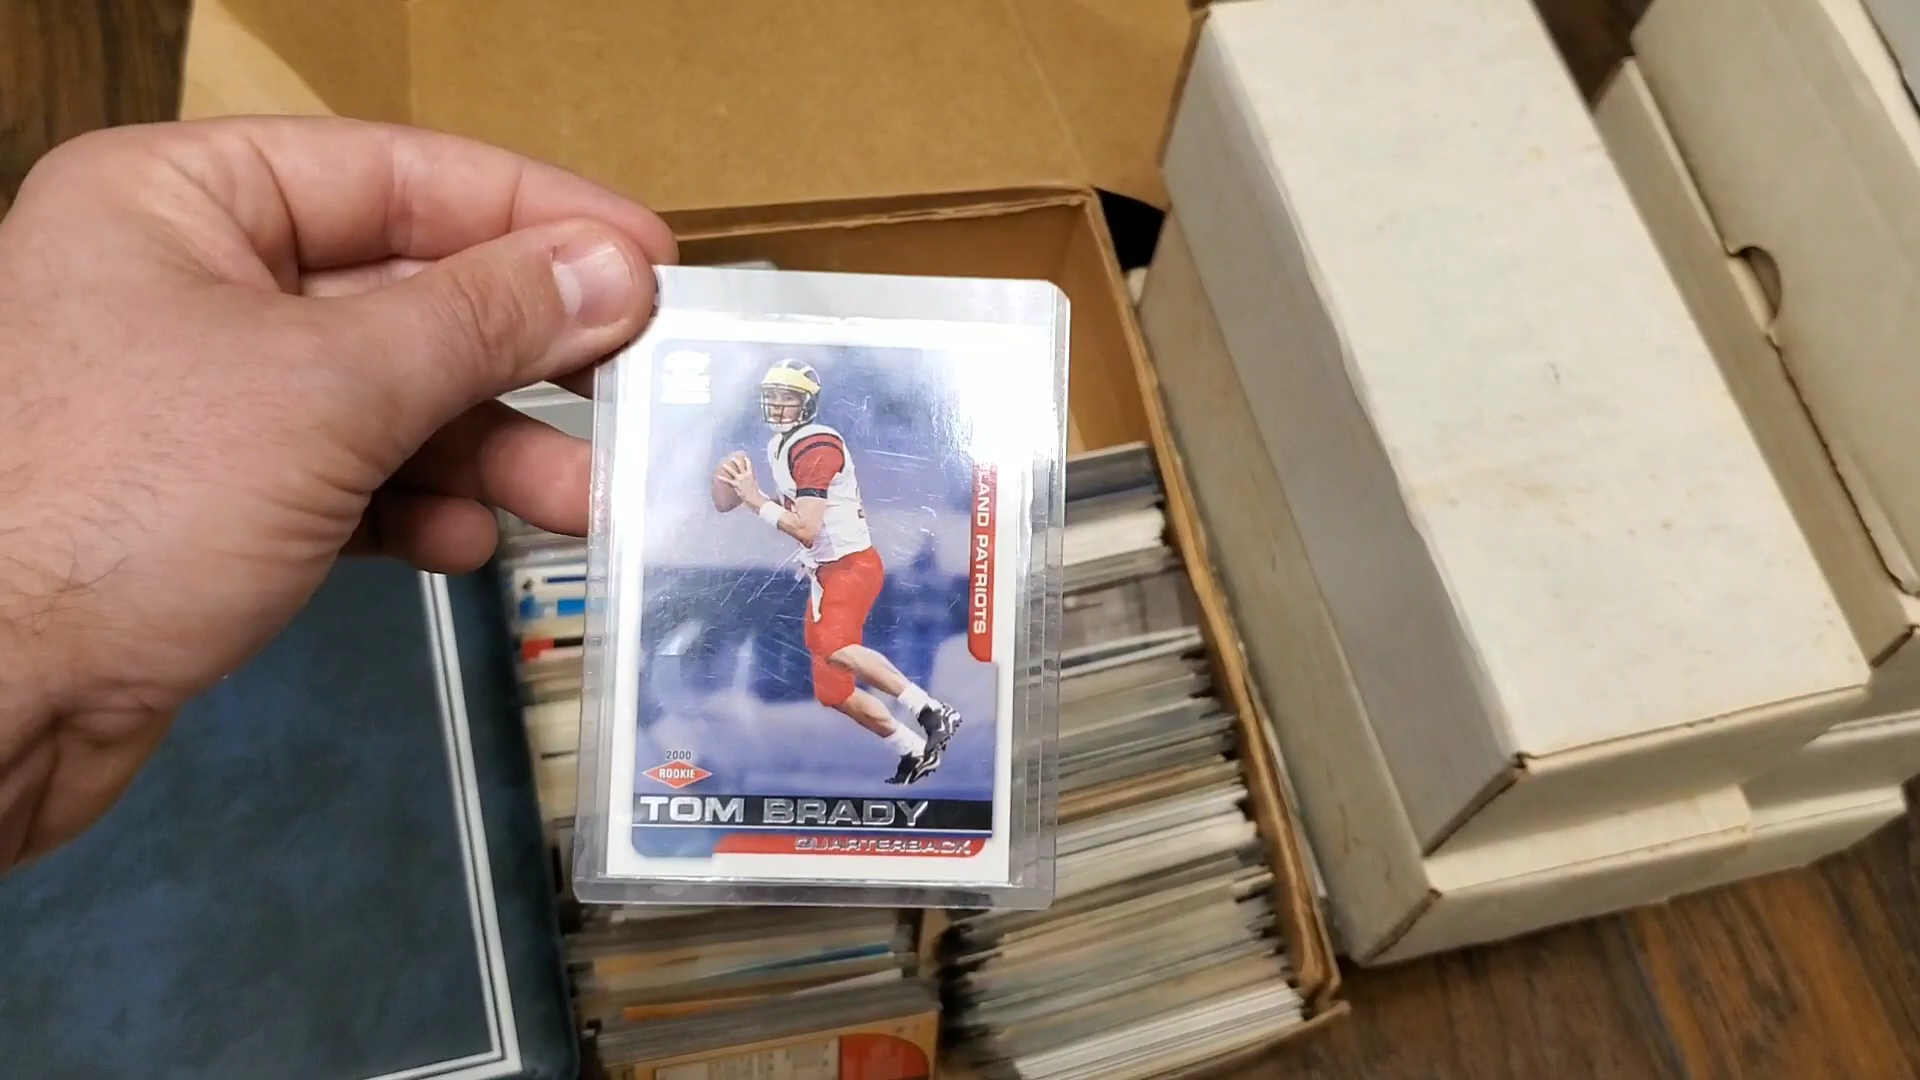 LAND PATRIOTS
2000
ROOKIE
TOM BRADY
QUARTERBACK